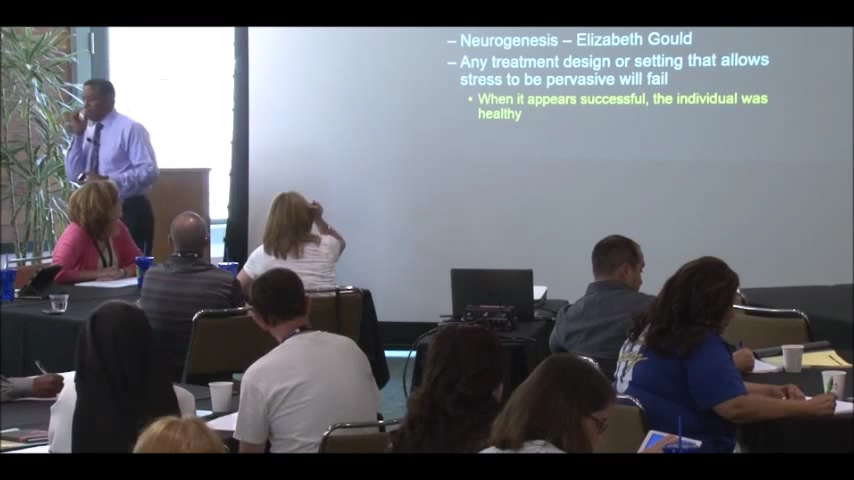 – Neurogenesis – Elizabeth Gould
– Any treatment design or setting that allows
stress to be pervasive will fail
• When it appears successful, the individual was
healthy